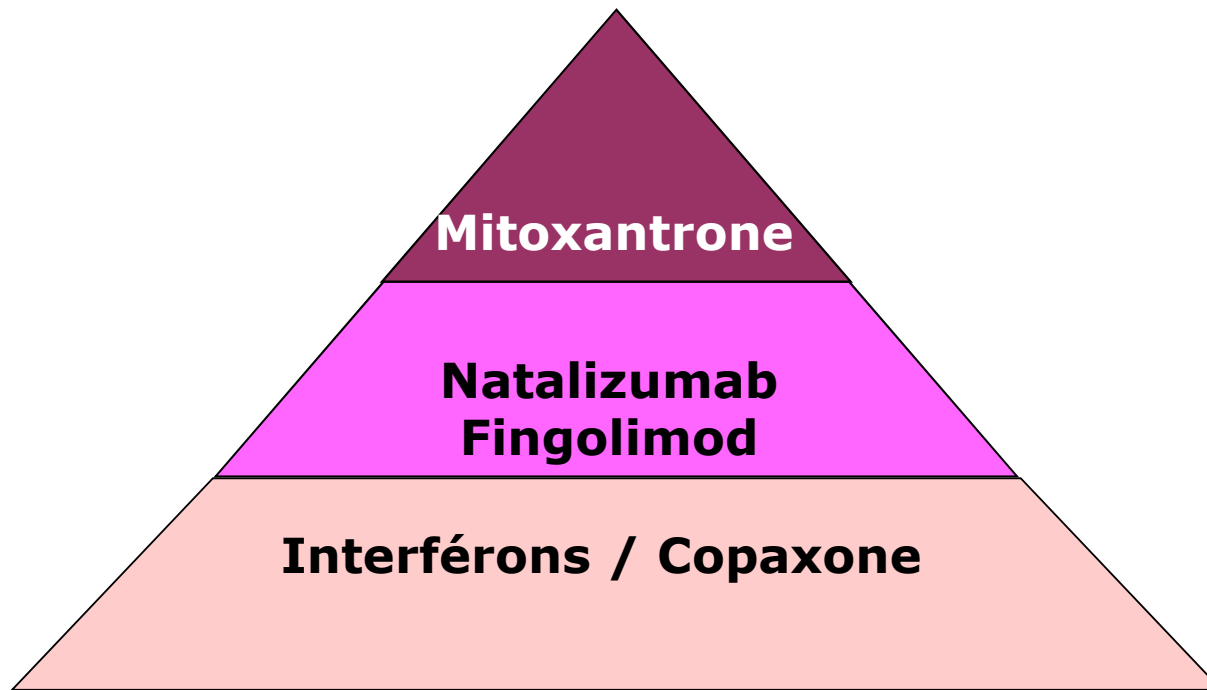 Mitoxantrone
Natalizumab
Fingolimod
Interférons / Copaxone